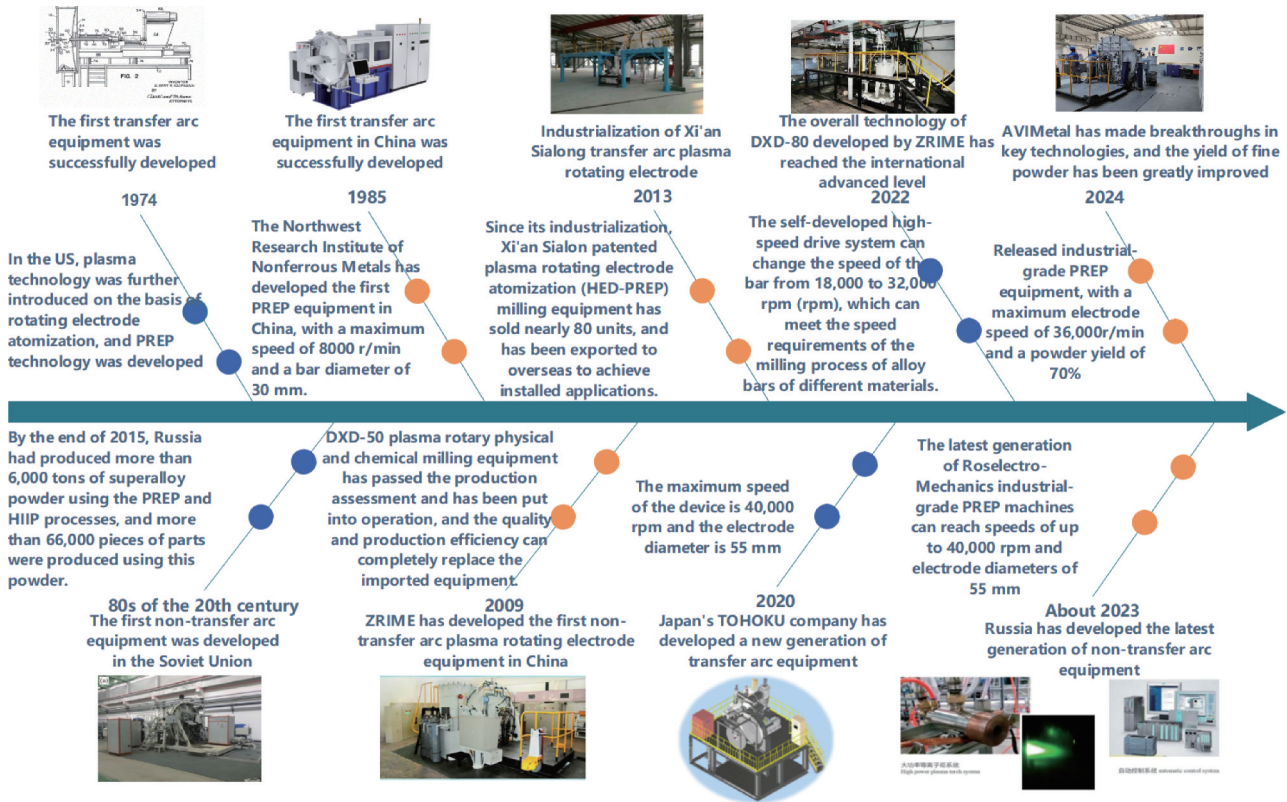 FIG. 2
The first transfer arc
equipment was
successfully developed
1974
In the US, plasma
technology was further
introduced on the basis of
rotating electrode
atomization, and PREP
technology was developed
The first transfer arc
equipment in China was
successfully developed
1985
The Northwest
Research Institute of
Nonferrous Metals has
developed the first
PREP equipment in
China, with a maximum
speed of 8000 r/min
and a bar diameter of
30 mm.
Industrialization of Xi'an
Sialong transfer arc plasma
rotating electrode
2013
Since its industrialization,
Xi'an Sialon patented
plasma rotating electrode
atomization (HED-PREP)
milling equipment has
sold nearly 80 units, and
has been exported to
overseas to achieve
installed applications.
The overall technology of
DXD-80 developed by ZRIME has
reached the international
advanced level
2022
The self-developed high-
speed drive system can
change the speed of the
bar from 18,000 to 32,000
rpm (rpm), which can
meet the speed
requirements of the
milling process of alloy
bars of different materials.
AVIMetal has made breakthroughs in
key technologies, and the yield of fine
powder has been greatly improved
2024
Released industrial-
grade PREP
equipment, with a
maximum electrode
speed of 36,000r/min
and a powder yield of
70%
By the end of 2015, Russia
had produced more than
6,000 tons of superalloy
powder using the PREP and
HIIP processes, and more
than 66,000 pieces of parts
were produced using this
powder.
80s of the 20th century
The first non-transfer arc
equipment was developed
in the Soviet Union
(a)
DXD-50 plasma rotary physical
and chemical milling equipment
has passed the production
assessment and has been put
into operation, and the quality
and production efficiency can
completely replace the
imported equipment.
2009
ZRIME has developed the first non-
transfer arc plasma rotating electrode
equipment in China
The maximum speed
of the device is 40,000
rpm and the electrode
diameter is 55 mm
2020
Japan's TOHOKU company has
developed a new generation of
transfer arc equipment
The latest generation
of Roselectro-
Mechanics industrial-
grade PREP machines
can reach speeds of up
to 40,000 rpm and
electrode diameters of
55 mm
About 2023
Russia has developed the latest
generation of non-transfer arc
equipment
大功率等离子炬系统
High power plasma torch system
自动控制系统 automatic control system